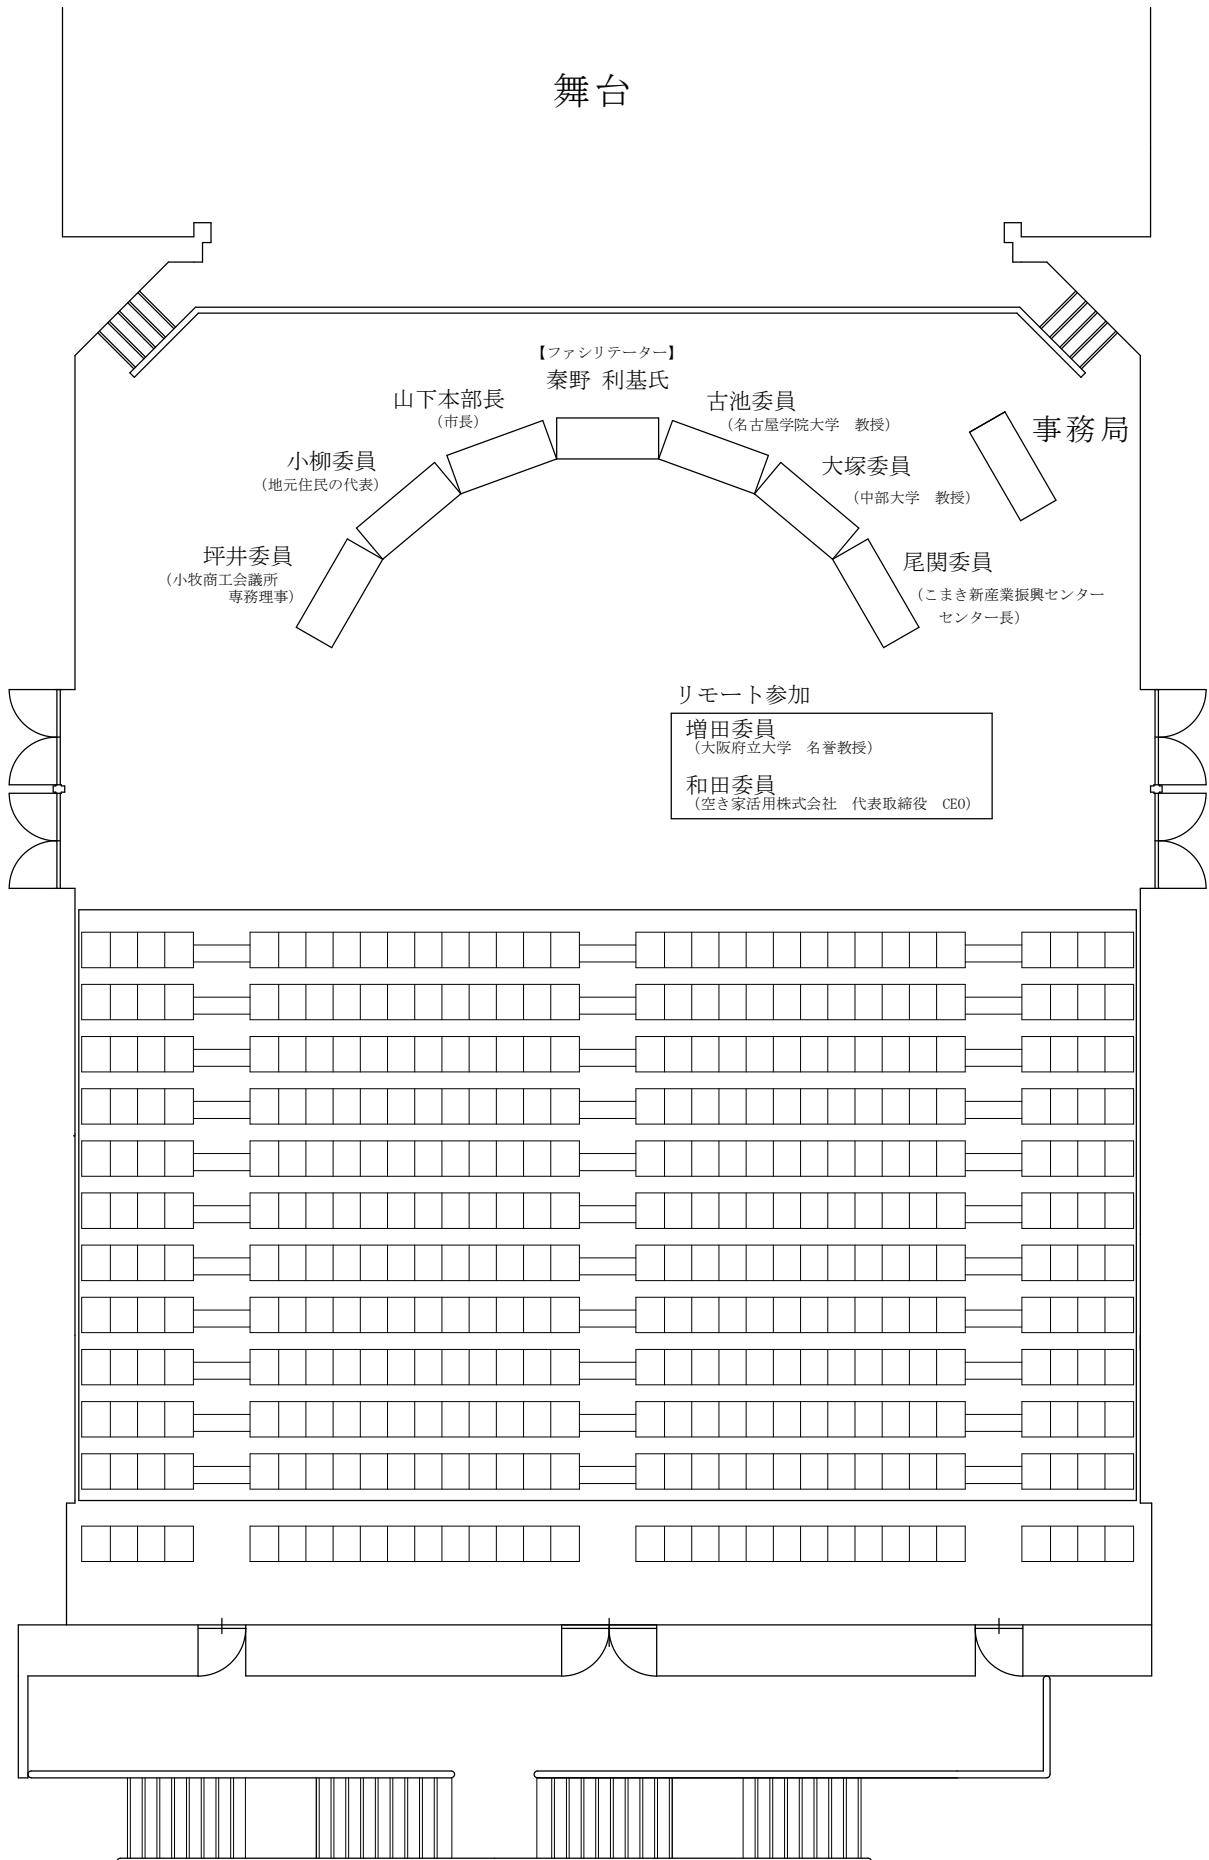 舞台
【ファシリテーター】
秦野 利基氏
山下本部長
（市長）
古池委員
（名古屋学院大学　教授）
事務局
小柳委員
（地元住民の代表）
大塚委員
（中部大学　教授）
坪井委員
（小牧商工会議所
専務理事）
尾関委員
（こまき新産業振興センター
センター長）
リモート参加
増田委員
（大阪府立大学　名誉教授）
和田委員
（空き家活用株式会社　代表取締役　CEO）